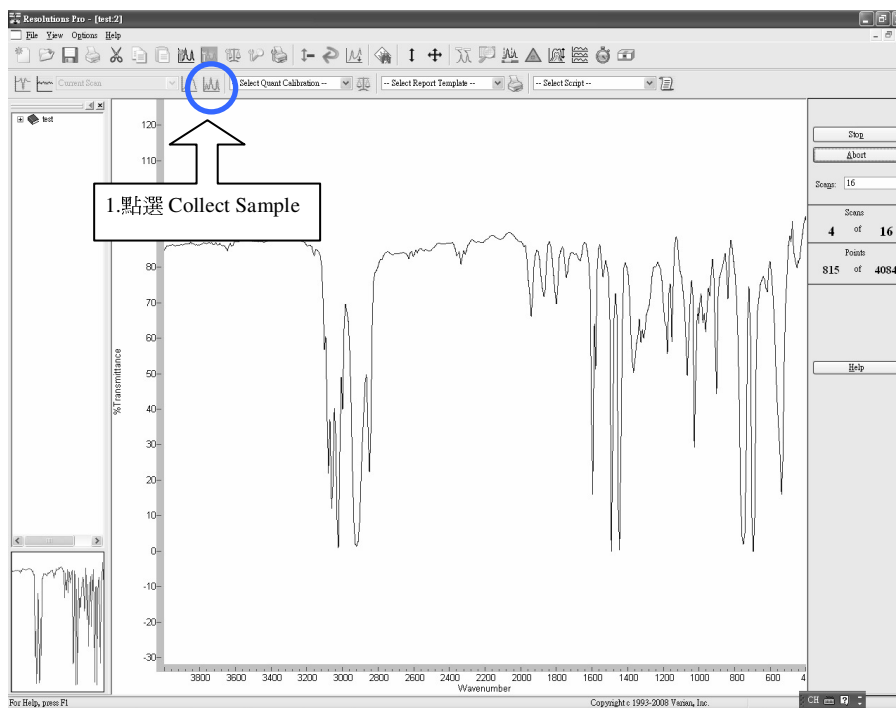 Resolutions Pro - [test:2]
File View Options Help
Current Scan
-- Select Quant Calibration --
-- Select Report Template --
-- Select Script --
test
1.點選 Collect Sample
120
110
80
70
60
50
40
30
20
10
0
-10
-20
-30
%Transmittance
3800 3600 3400 3200 3000 2800 2600 2400 2200 2000 1800 1600 1400 1200 1000 800 600 4
Wavenumber
Stop
Abort
Scans: 16
Scans
4 of 16
Points
815 of 4084
Help
For Help, press F1
Copyright c 1993-2008 Varian, Inc.
CH